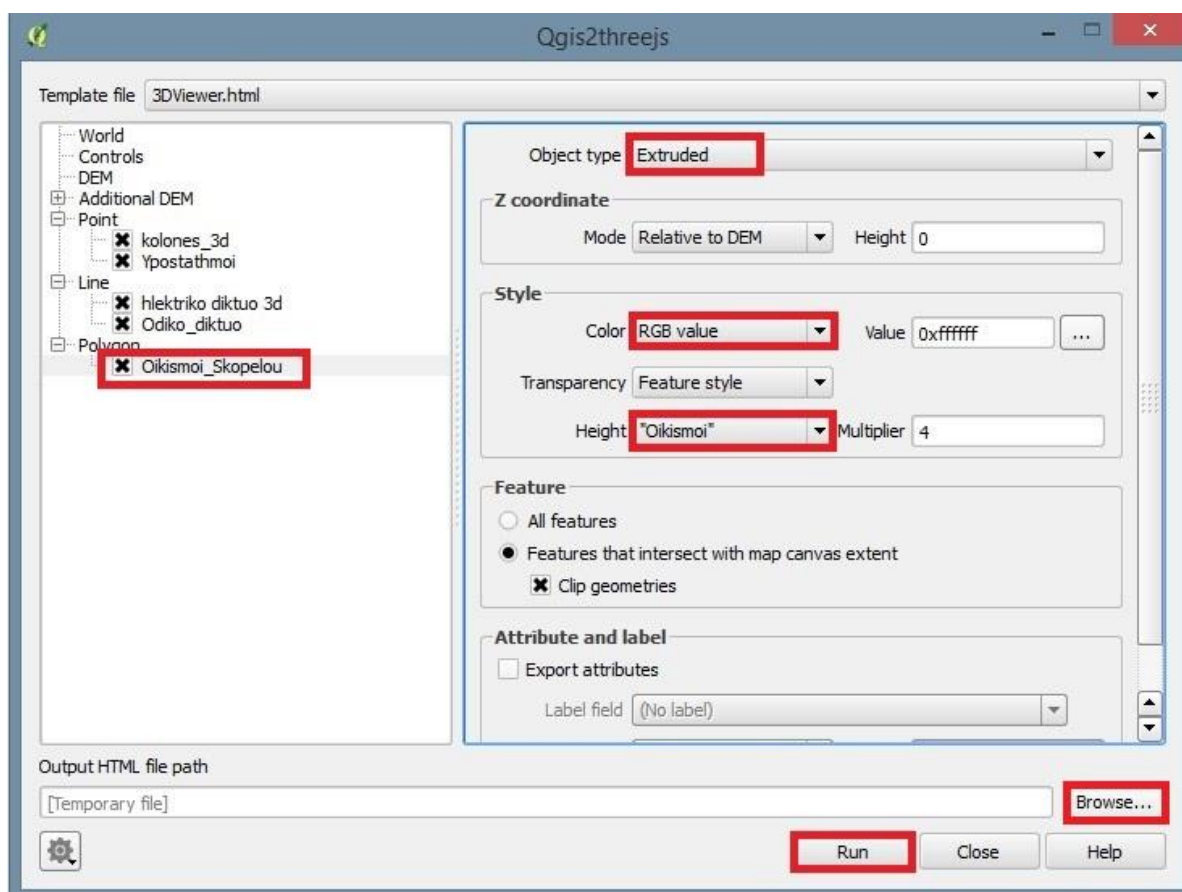 Qgis2threejs
Template file 3DViewer.html
World
Controls
DEM
Additional DEM
Point
kolones_3d
Ypostathmoi
Line
hlektriko diktuo 3d
Odiko_diktuo
Polygon
Oikismoi_Skopelou
Object type Extruded
Z coordinate
Mode Relative to DEM Height 0
Style
Color RGB value Value 0xffffff ...
Transparency Feature style
Height "Oikismoi" Multiplier 4
Feature
All features
Features that intersect with map canvas extent
Clip geometries
Attribute and label
Export attributes
Label field (No label)
Output HTML file path
[Temporary file] Browse...
Run Close Help